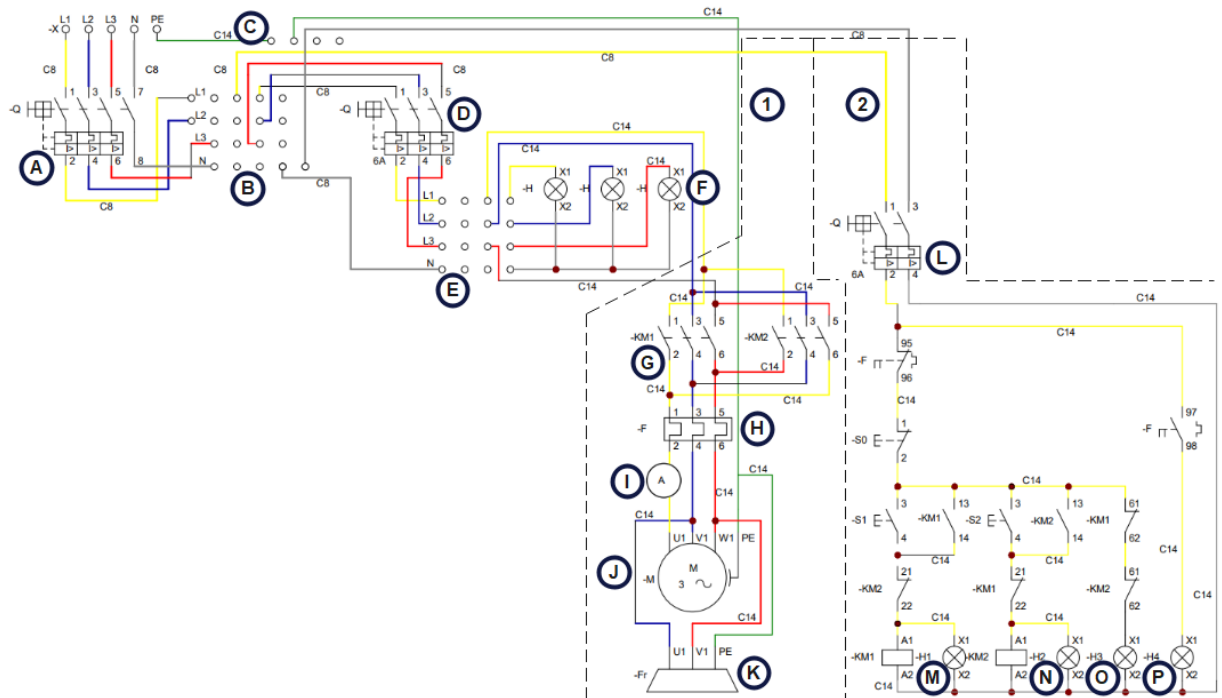 L1 L2 L3 N PE
-X
C14
C
C14
C8 C8
C8 C8
1 3 5 7
-Q
A
2 4 6 8
C8
L1
L2
L3
N
B
C8
C8
1 3 5
-Q
D
6A 2 4 6
C8
C14
C14
L1
L2
L3
N
E
X1 X1 X1
-H -H -H
X2 X2 X2
F
C14
1
2
C8
1 3
-Q
L
6A
2 4
C14
C14
C14
C14
1 3 5
-KM1
2 4 6
G
1 3 5
-KM2
2 4 6
C14
C14
1 3 5
-F
2 4 6
H
I
A
C14
C14
C14
U1 V1 W1 PE
J
-M
M
3
C14
U1 V1 PE
-Fr
K
95
-F
96
C14
1
-S0
2
97
-F
98
C14
3 13 3 13 61
-S1 -KM1 -S2 -KM2 -KM1
4 14 4 14 62
C14 C14
C14
21 21 61
-KM2 -KM1 -KM2
22 22 62
C14 C14
C14
A1 X1 A1 X1 X1 X1
-KM1 -H1 -KM2 -H2 -H3 -H4
A2 X2 A2 X2 X2 X2
M N O P
C14